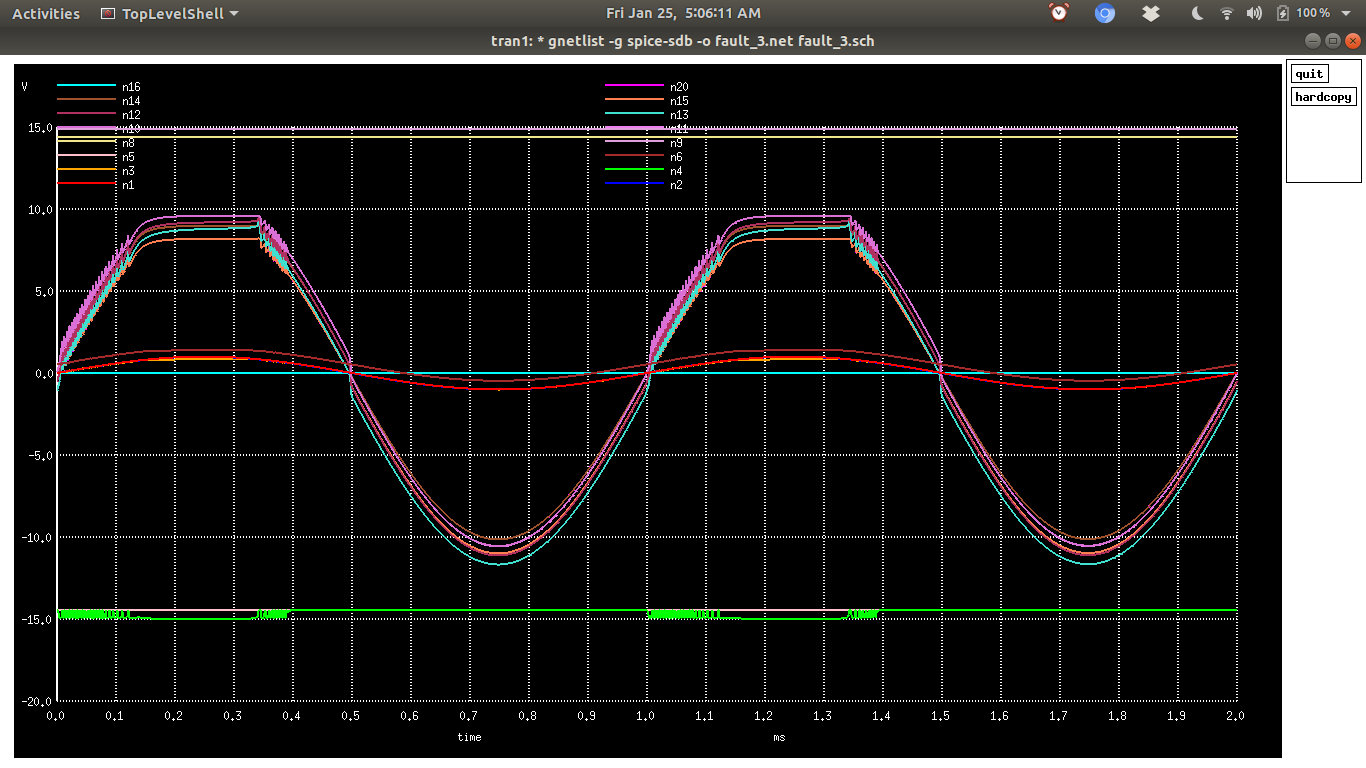 Activities TopLevelShell Fri Jan 25, 5:06:11 AM 100 %
tran1: * gnetlist -g spice-sdb -o fault_3.net fault_3.sch
quit
hardcopy
V
n16 n20
n14 n15
n12 n13
n10 n11
n8 n9
n5 n6
n3 n4
n1 n2
15.0
10.0
5.0
0.0
-5.0
-10.0
-15.0
-20.0
0.0 0.1 0.2 0.3 0.4 0.5 0.6 0.7 0.8 0.9 1.0 1.1 1.2 1.3 1.4 1.5 1.6 1.7 1.8 1.9 2.0
time ms